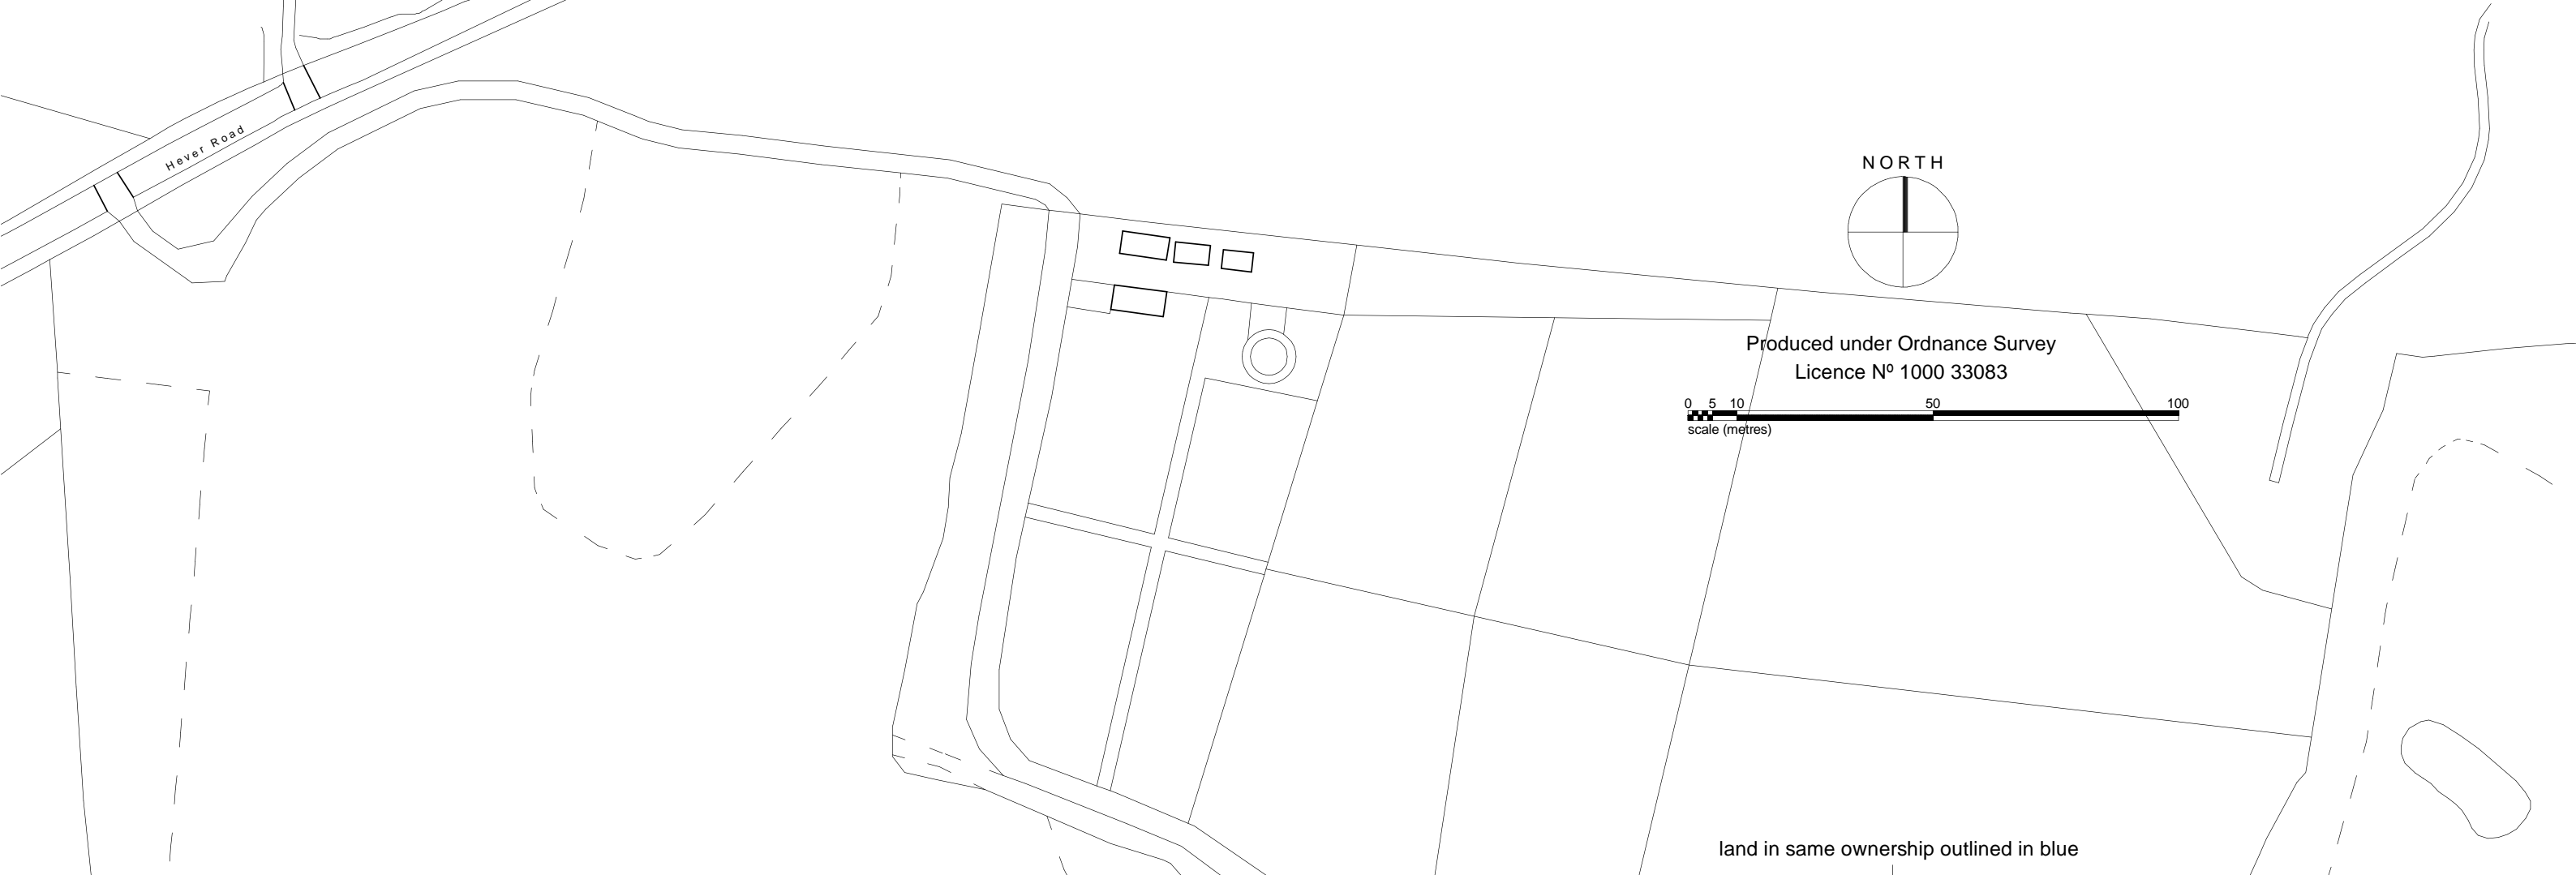 Hever Road
NORTH
Produced under Ordnance Survey
Licence Nº 1000 33083
0 5 10 50 100
scale (metres)
land in same ownership outlined in blue